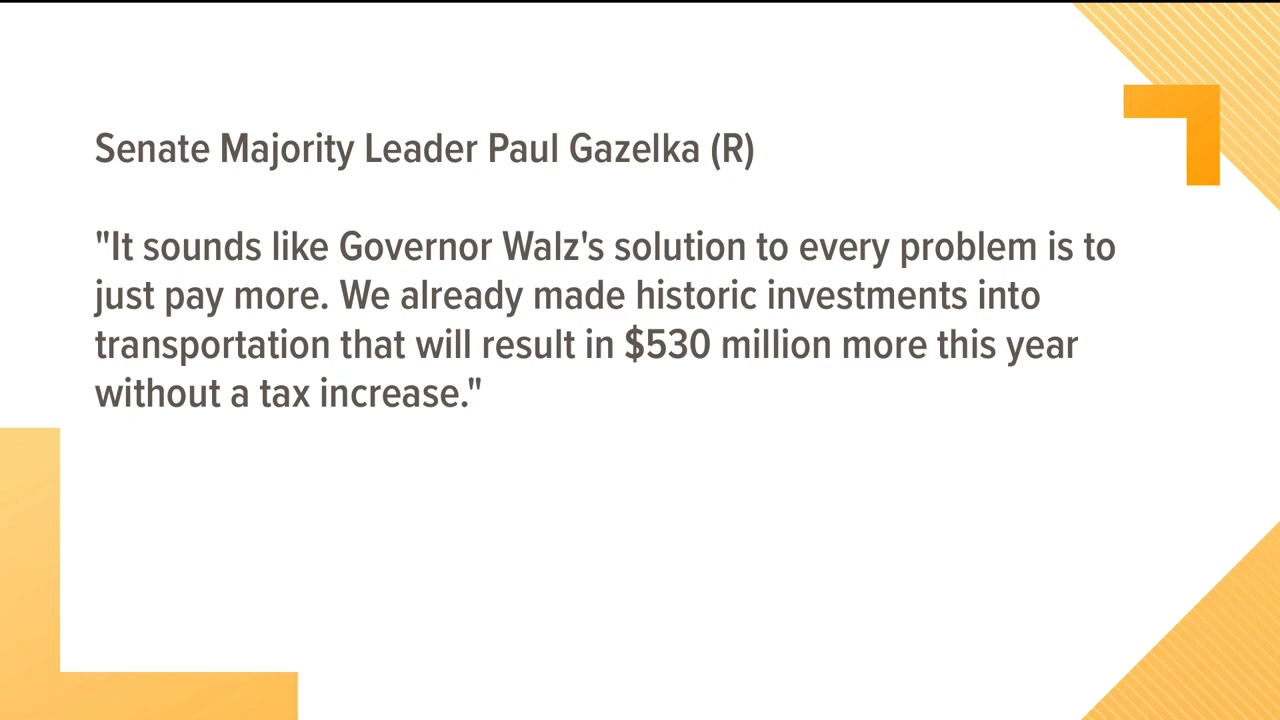 Senate Majority Leader Paul Gazelka (R)
"It sounds like Governor Walz's solution to every problem is to
just pay more. We already made historic investments into
transportation that will result in $530 million more this year
without a tax increase."